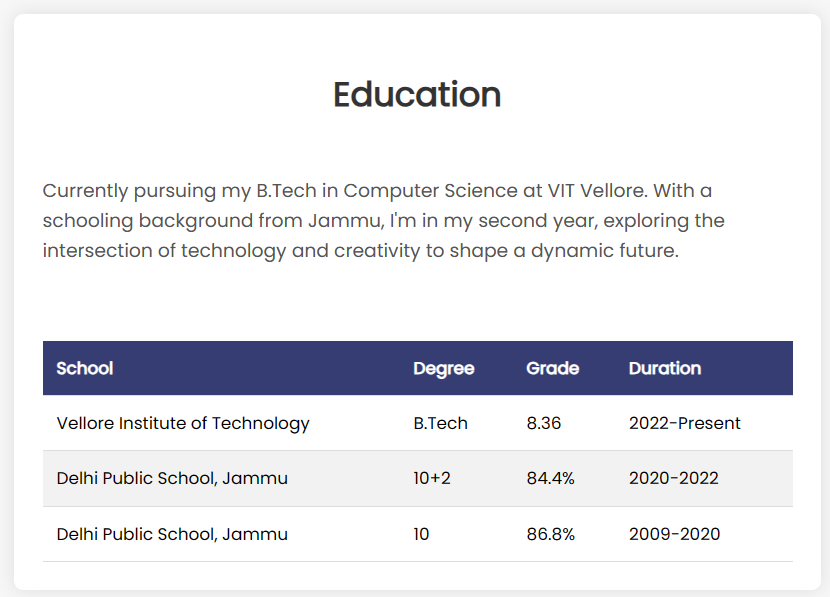 Education
Currently pursuing my B.Tech in Computer Science at VIT Vellore. With a
schooling background from Jammu, I'm in my second year, exploring the
intersection of technology and creativity to shape a dynamic future.
School Degree Grade Duration
Vellore Institute of Technology B.Tech 8.36 2022-Present
Delhi Public School, Jammu 10+2 84.4% 2020-2022
Delhi Public School, Jammu 10 86.8% 2009-2020